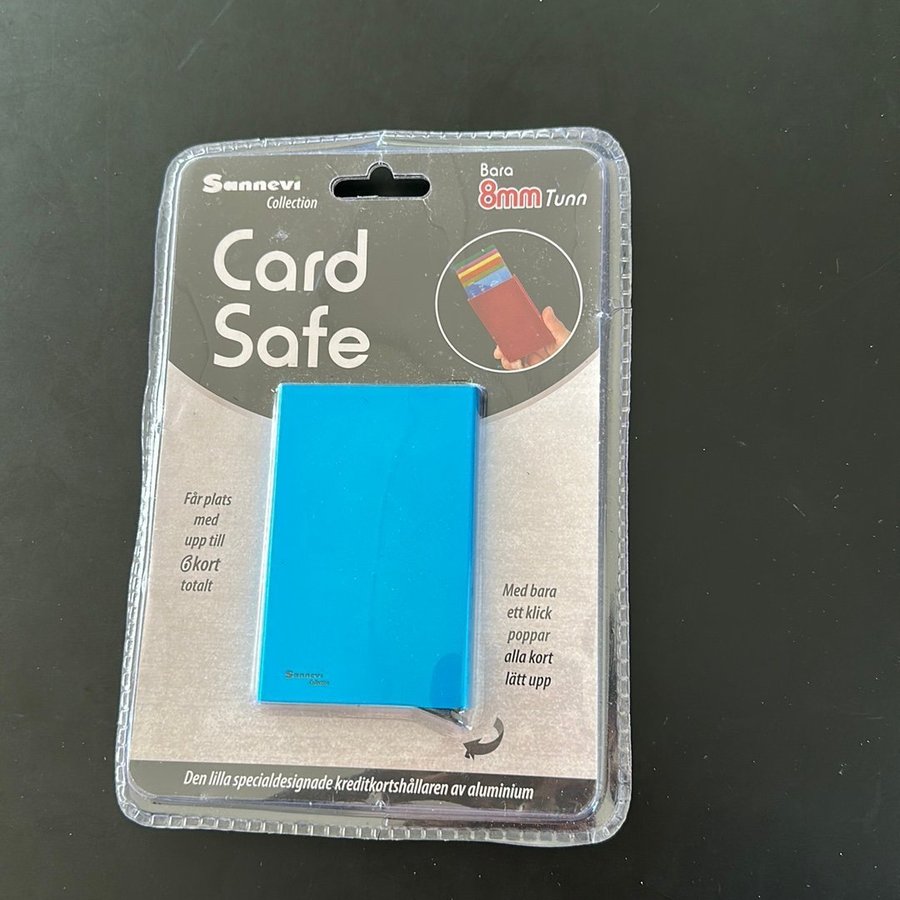 Sannevi
Collection
Bara
8mm Tunn
Card
Safe
Får plats
med
upp till
6 kort
totalt
Med bara
ett klick
poppar
alla kort
lätt upp
Sannevi
Collection
Den lilla specialdesignade kreditkortshållaren av aluminium